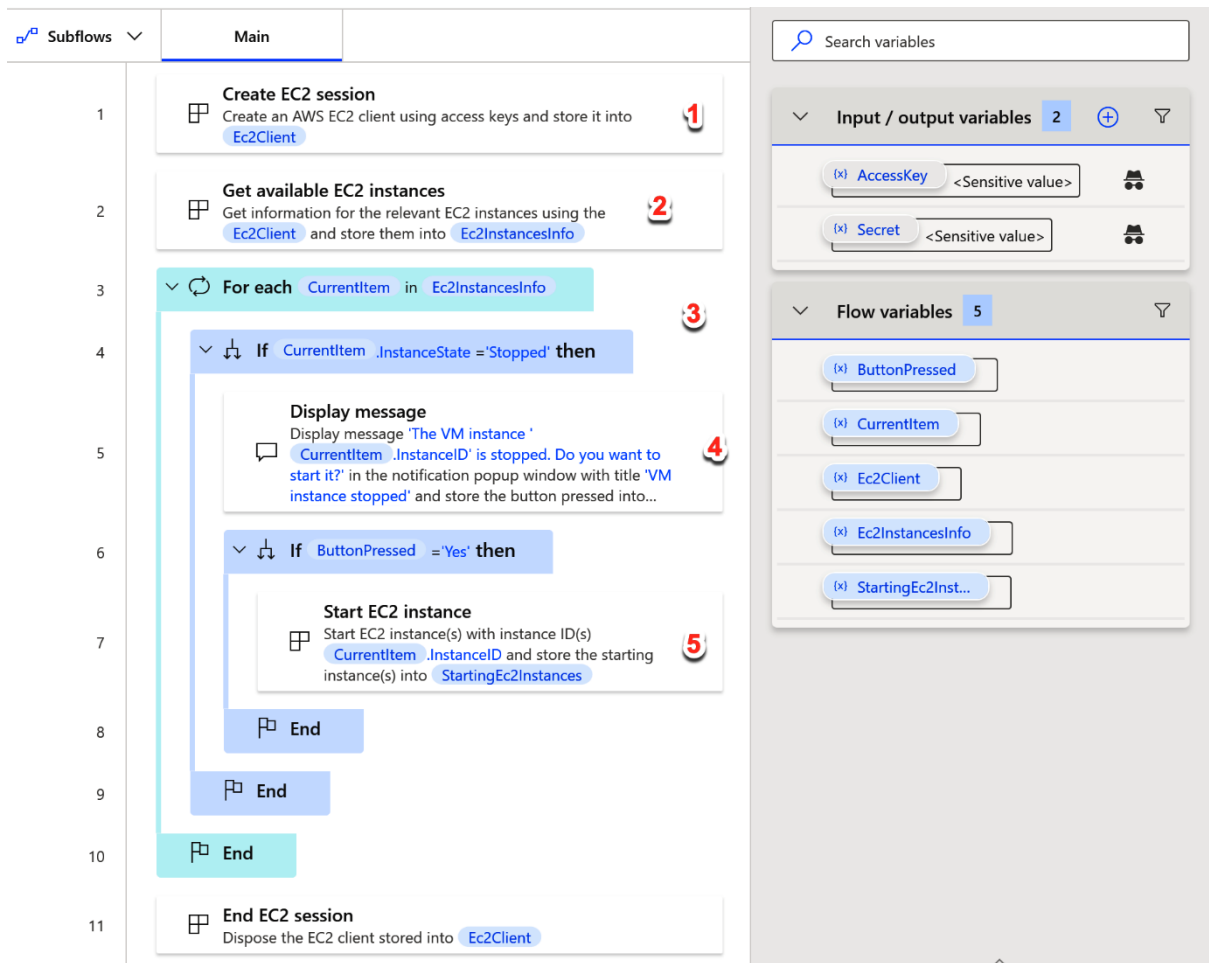 Subflows
Main
1
Create EC2 session
Create an AWS EC2 client using access keys and store it into
Ec2Client
1
2
Get available EC2 instances
Get information for the relevant EC2 instances using the
Ec2Client and store them into Ec2InstancesInfo
2
3
For each CurrentItem in Ec2InstancesInfo
3
4
If CurrentItem .InstanceState ='Stopped' then
5
Display message
Display message 'The VM instance '
CurrentItem .InstanceID' is stopped. Do you want to
start it?' in the notification popup window with title 'VM
instance stopped' and store the button pressed into...
4
6
If ButtonPressed ='Yes' then
7
Start EC2 instance
Start EC2 instance(s) with instance ID(s)
CurrentItem .InstanceID and store the starting
instance(s) into StartingEc2Instances
5
8
End
9
End
10
End
11
End EC2 session
Dispose the EC2 client stored into Ec2Client
Search variables
Input / output variables 2
{x} AccessKey <Sensitive value>
{x} Secret <Sensitive value>
Flow variables 5
{x} ButtonPressed
{x} CurrentItem
{x} Ec2Client
{x} Ec2InstancesInfo
{x} StartingEc2Inst...